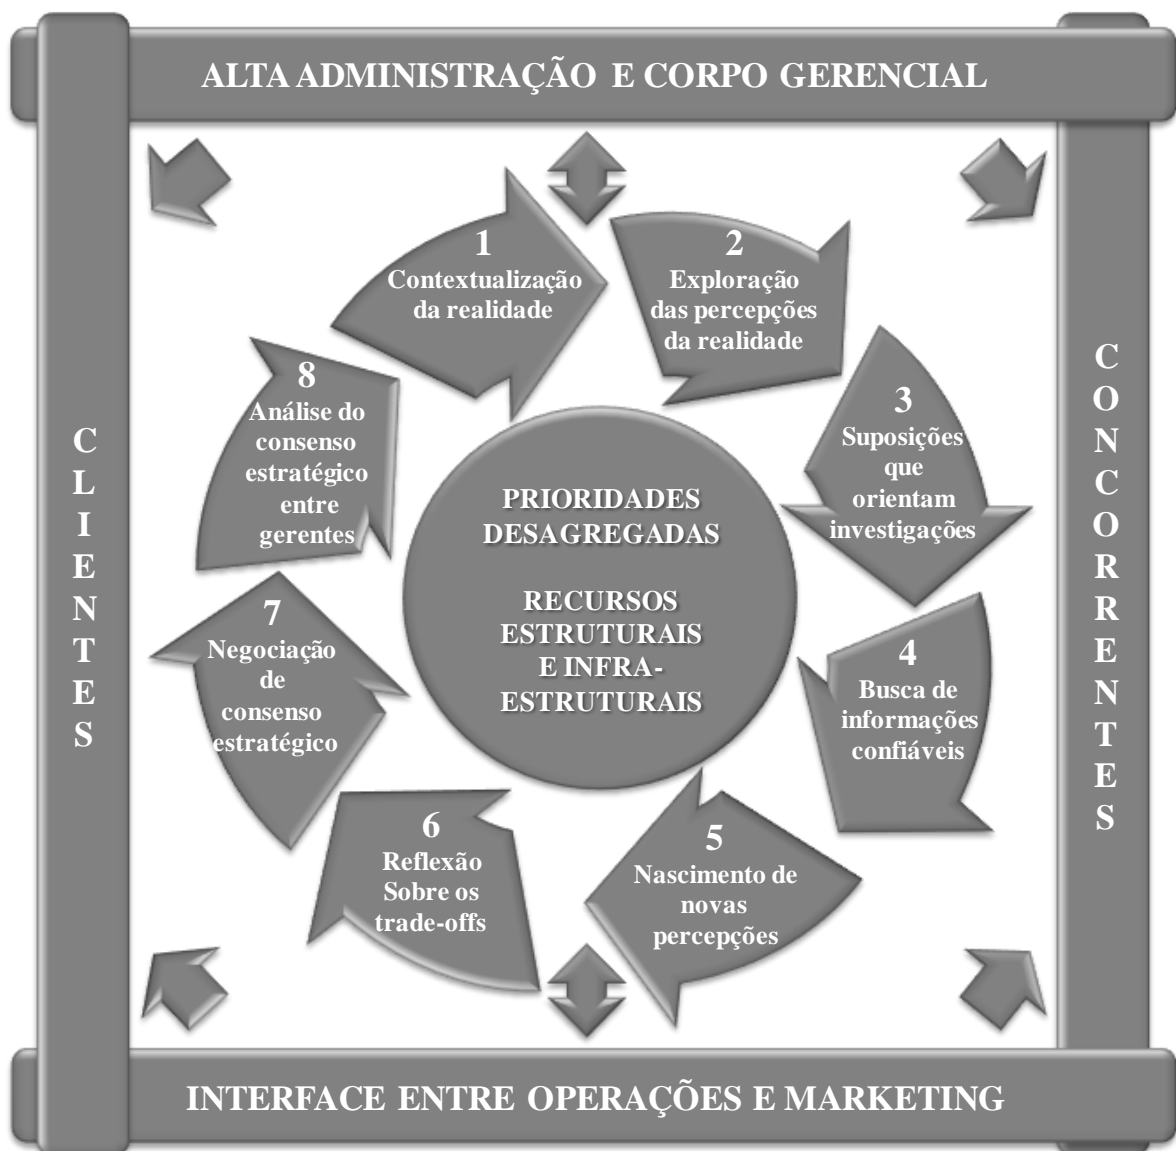 ALTA ADMINISTRAÇÃO E CORPO GERENCIAL
1
Contextualização
da realidade
2
Exploração
das percepções
da realidade
3
Suposições
que
orientam
investigações
4
Busca de
informações
confiáveis
5
Nascimento de
novas
percepções
6
Reflexão
Sobre os
trade-offs
7
Negociação
de
consenso
estratégico
8
Análise do
consenso
estratégico
entre
gerentes
PRIORIDADES
DESAGREGADAS
RECURSOS
ESTRUTURAIS
E INFRA-
ESTRUTURAIS
CLIENTES
CONCORRENTES
INTERFACE ENTRE OPERAÇÕES E MARKETING